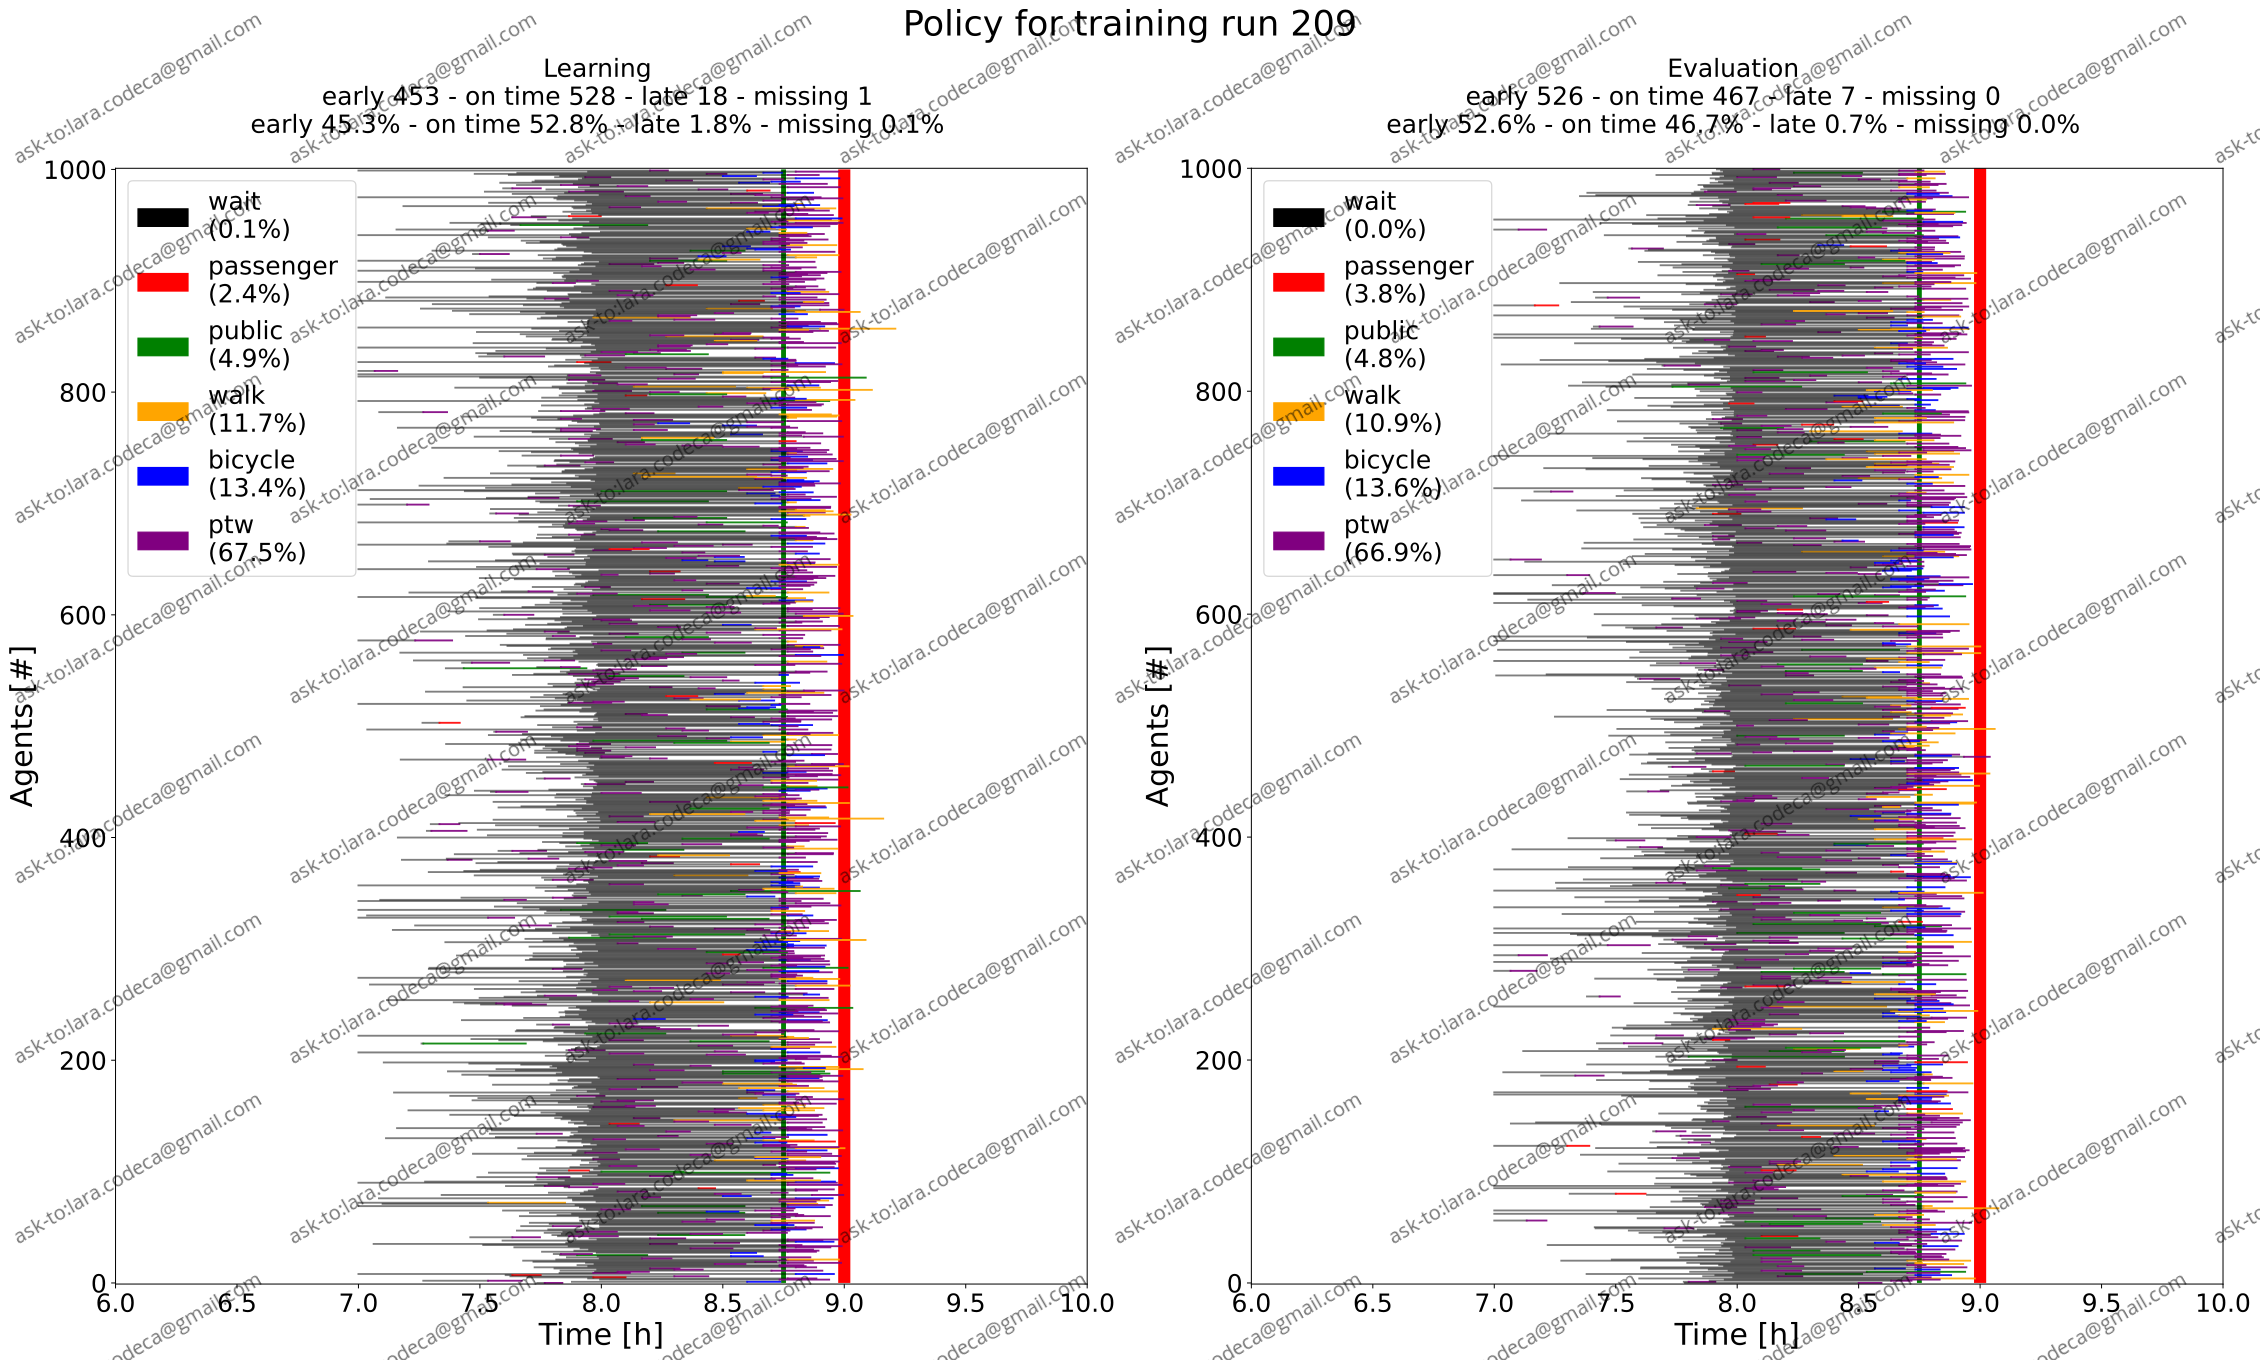 Policy for training run 209
Learning
early 453 - on time 528 - late 18 - missing 1
early 45.3% - on time 52.8% - late 1.8% - missing 0.1%
1000
800
600
400
200
0
Agents [#]
wait
(0.1%)
passenger
(2.4%)
public
(4.9%)
walk
(11.7%)
bicycle
(13.4%)
ptw
(67.5%)
6.0 6.5 7.0 7.5 8.0 8.5 9.0 9.5 10.0
Time [h]
Evaluation
early 526 - on time 467 - late 7 - missing 0
early 52.6% - on time 46.7% - late 0.7% - missing 0.0%
1000
800
600
400
200
0
Agents [#]
wait
(0.0%)
passenger
(3.8%)
public
(4.8%)
walk
(10.9%)
bicycle
(13.6%)
ptw
(66.9%)
6.0 6.5 7.0 7.5 8.0 8.5 9.0 9.5 10.0
Time [h]
ask-to:lara.codeca@gmail.com